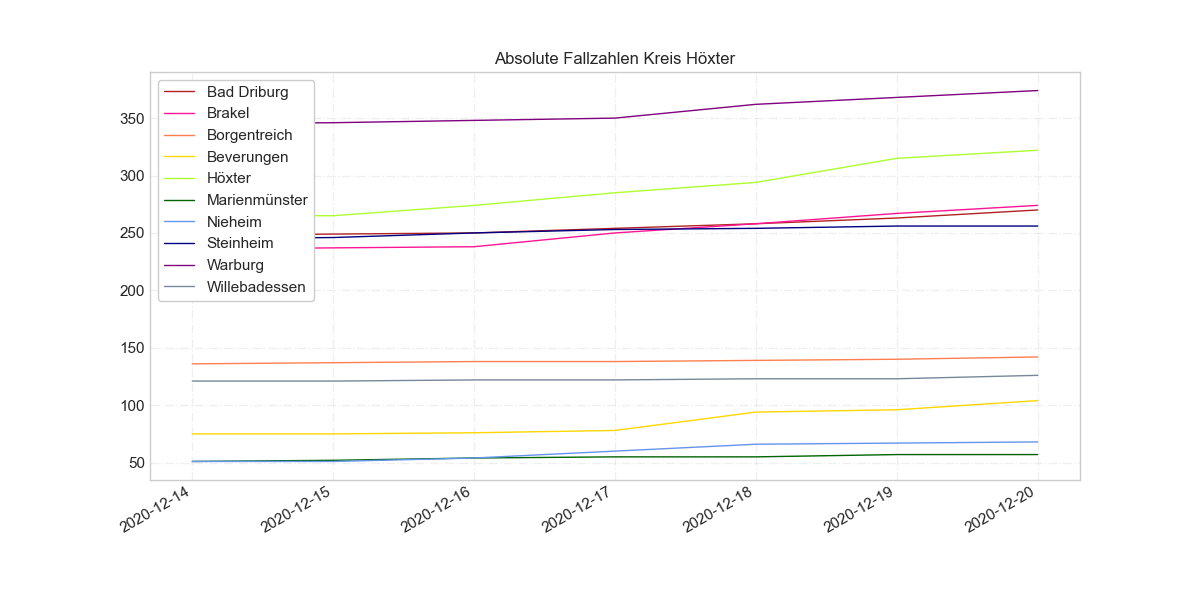 Absolute Fallzahlen Kreis Höxter
Bad Driburg
Brakel
Borgentreich
Beverungen
Höxter
Marienmünster
Nieheim
Steinheim
Warburg
Willebadessen
350
300
250
200
150
100
50
2020-12-14
2020-12-15
2020-12-16
2020-12-17
2020-12-18
2020-12-19
2020-12-20